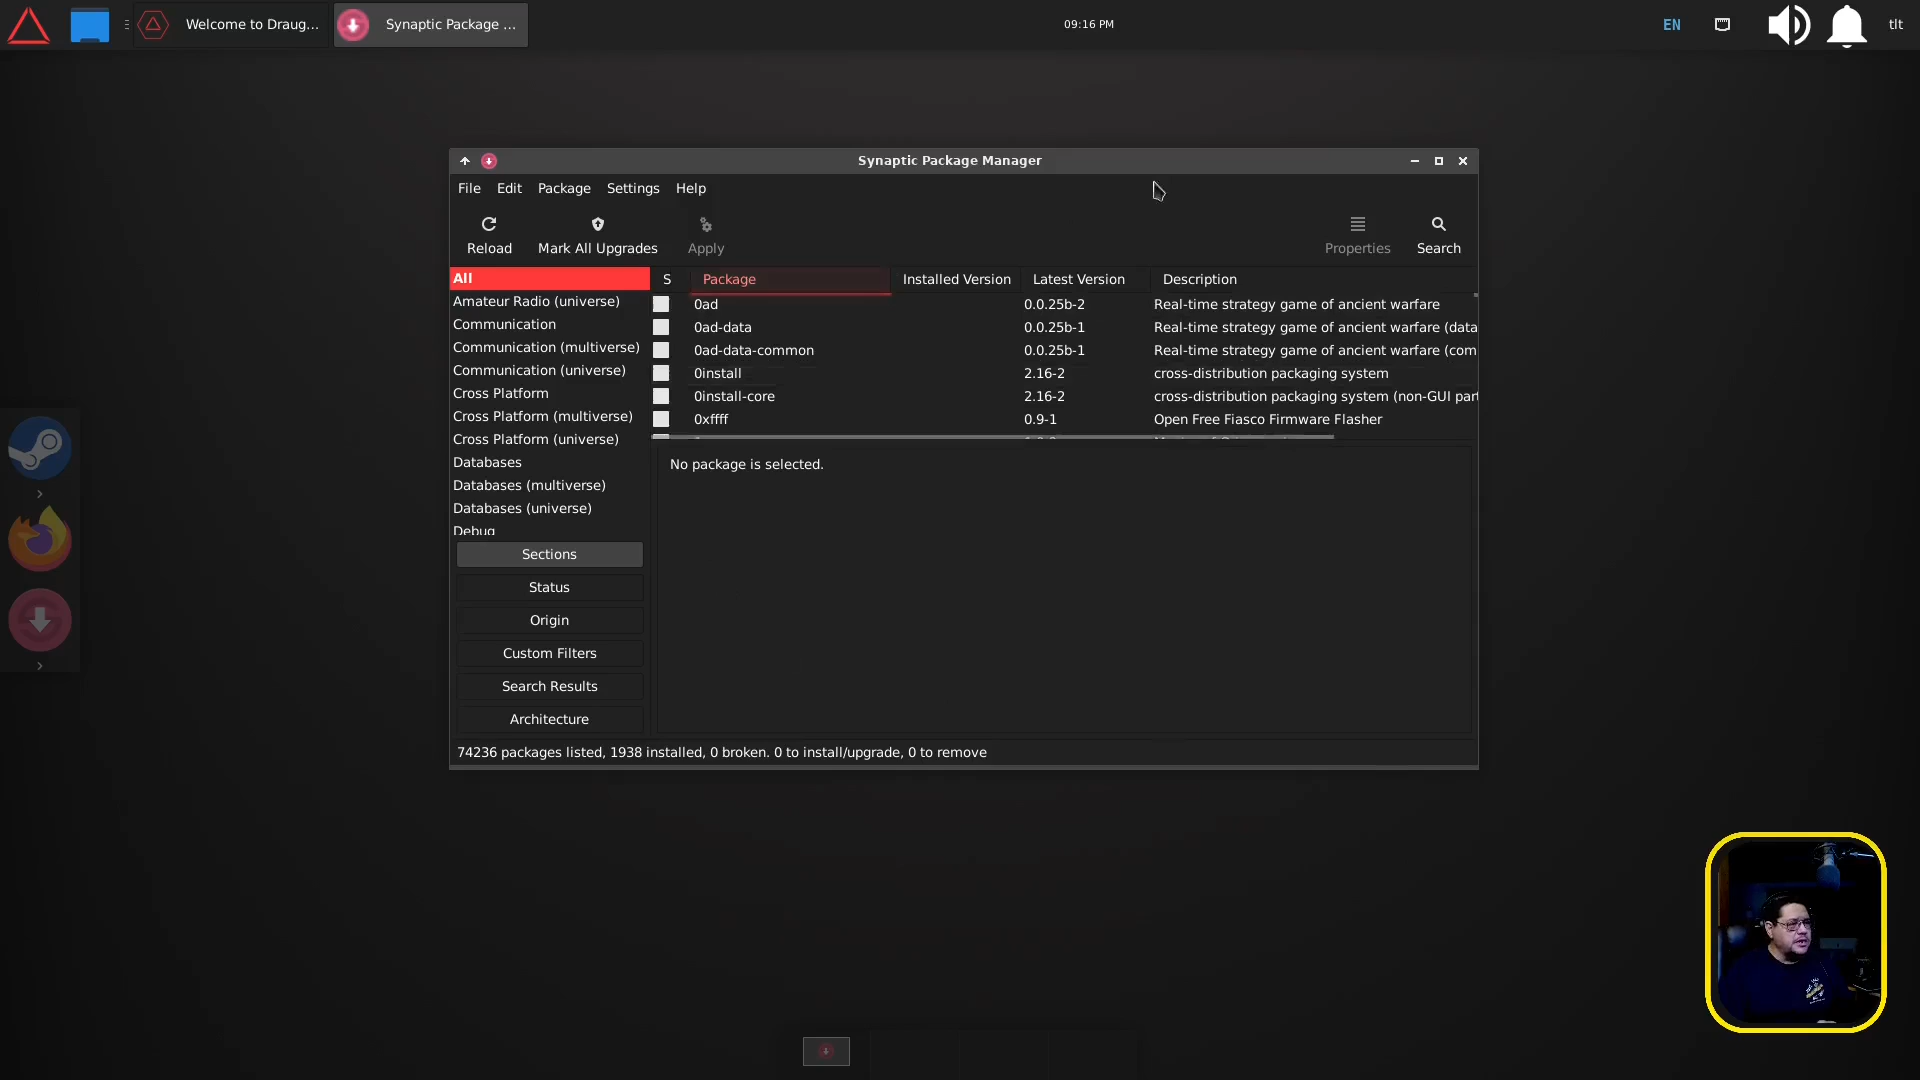 Welcome to Draug...
Synaptic Package ...
09:16 PM
EN
tlt
Synaptic Package Manager
File Edit Package Settings Help
Reload Mark All Upgrades Apply Properties Search
All
Amateur Radio (universe)
Communication
Communication (multiverse)
Communication (universe)
Cross Platform
Cross Platform (multiverse)
Cross Platform (universe)
Databases
Databases (multiverse)
Databases (universe)
Debug
Sections
Status
Origin
Custom Filters
Search Results
Architecture
S Package Installed Version Latest Version Description
0ad 0.0.25b-2 Real-time strategy game of ancient warfare
0ad-data 0.0.25b-1 Real-time strategy game of ancient warfare (data
0ad-data-common 0.0.25b-1 Real-time strategy game of ancient warfare (com
0install 2.16-2 cross-distribution packaging system
0install-core 2.16-2 cross-distribution packaging system (non-GUI part
0xffff 0.9-1 Open Free Fiasco Firmware Flasher
No package is selected.
74236 packages listed, 1938 installed, 0 broken. 0 to install/upgrade, 0 to remove